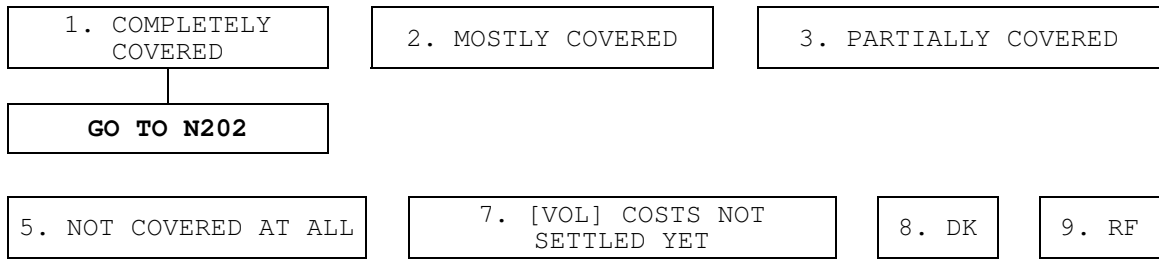 1. COMPLETELY
COVERED
2. MOSTLY COVERED
3. PARTIALLY COVERED
GO TO N202
5. NOT COVERED AT ALL
7. [VOL] COSTS NOT
SETTLED YET
8. DK
9. RF